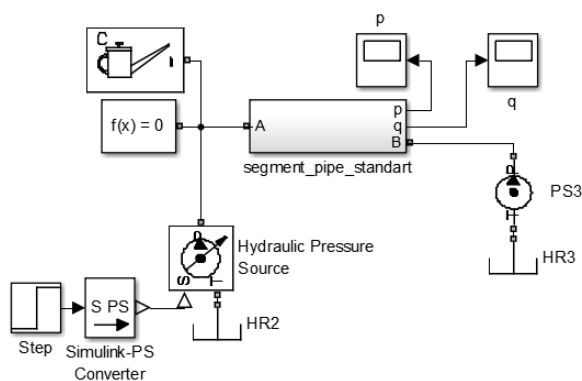 p
C
q
f(x) = 0
A
p
q
B
segment_pipe_standart
P
T
PS3
HR3
P
S
T
Hydraulic Pressure
Source
HR2
Step
S PS
Simulink-PS
Converter